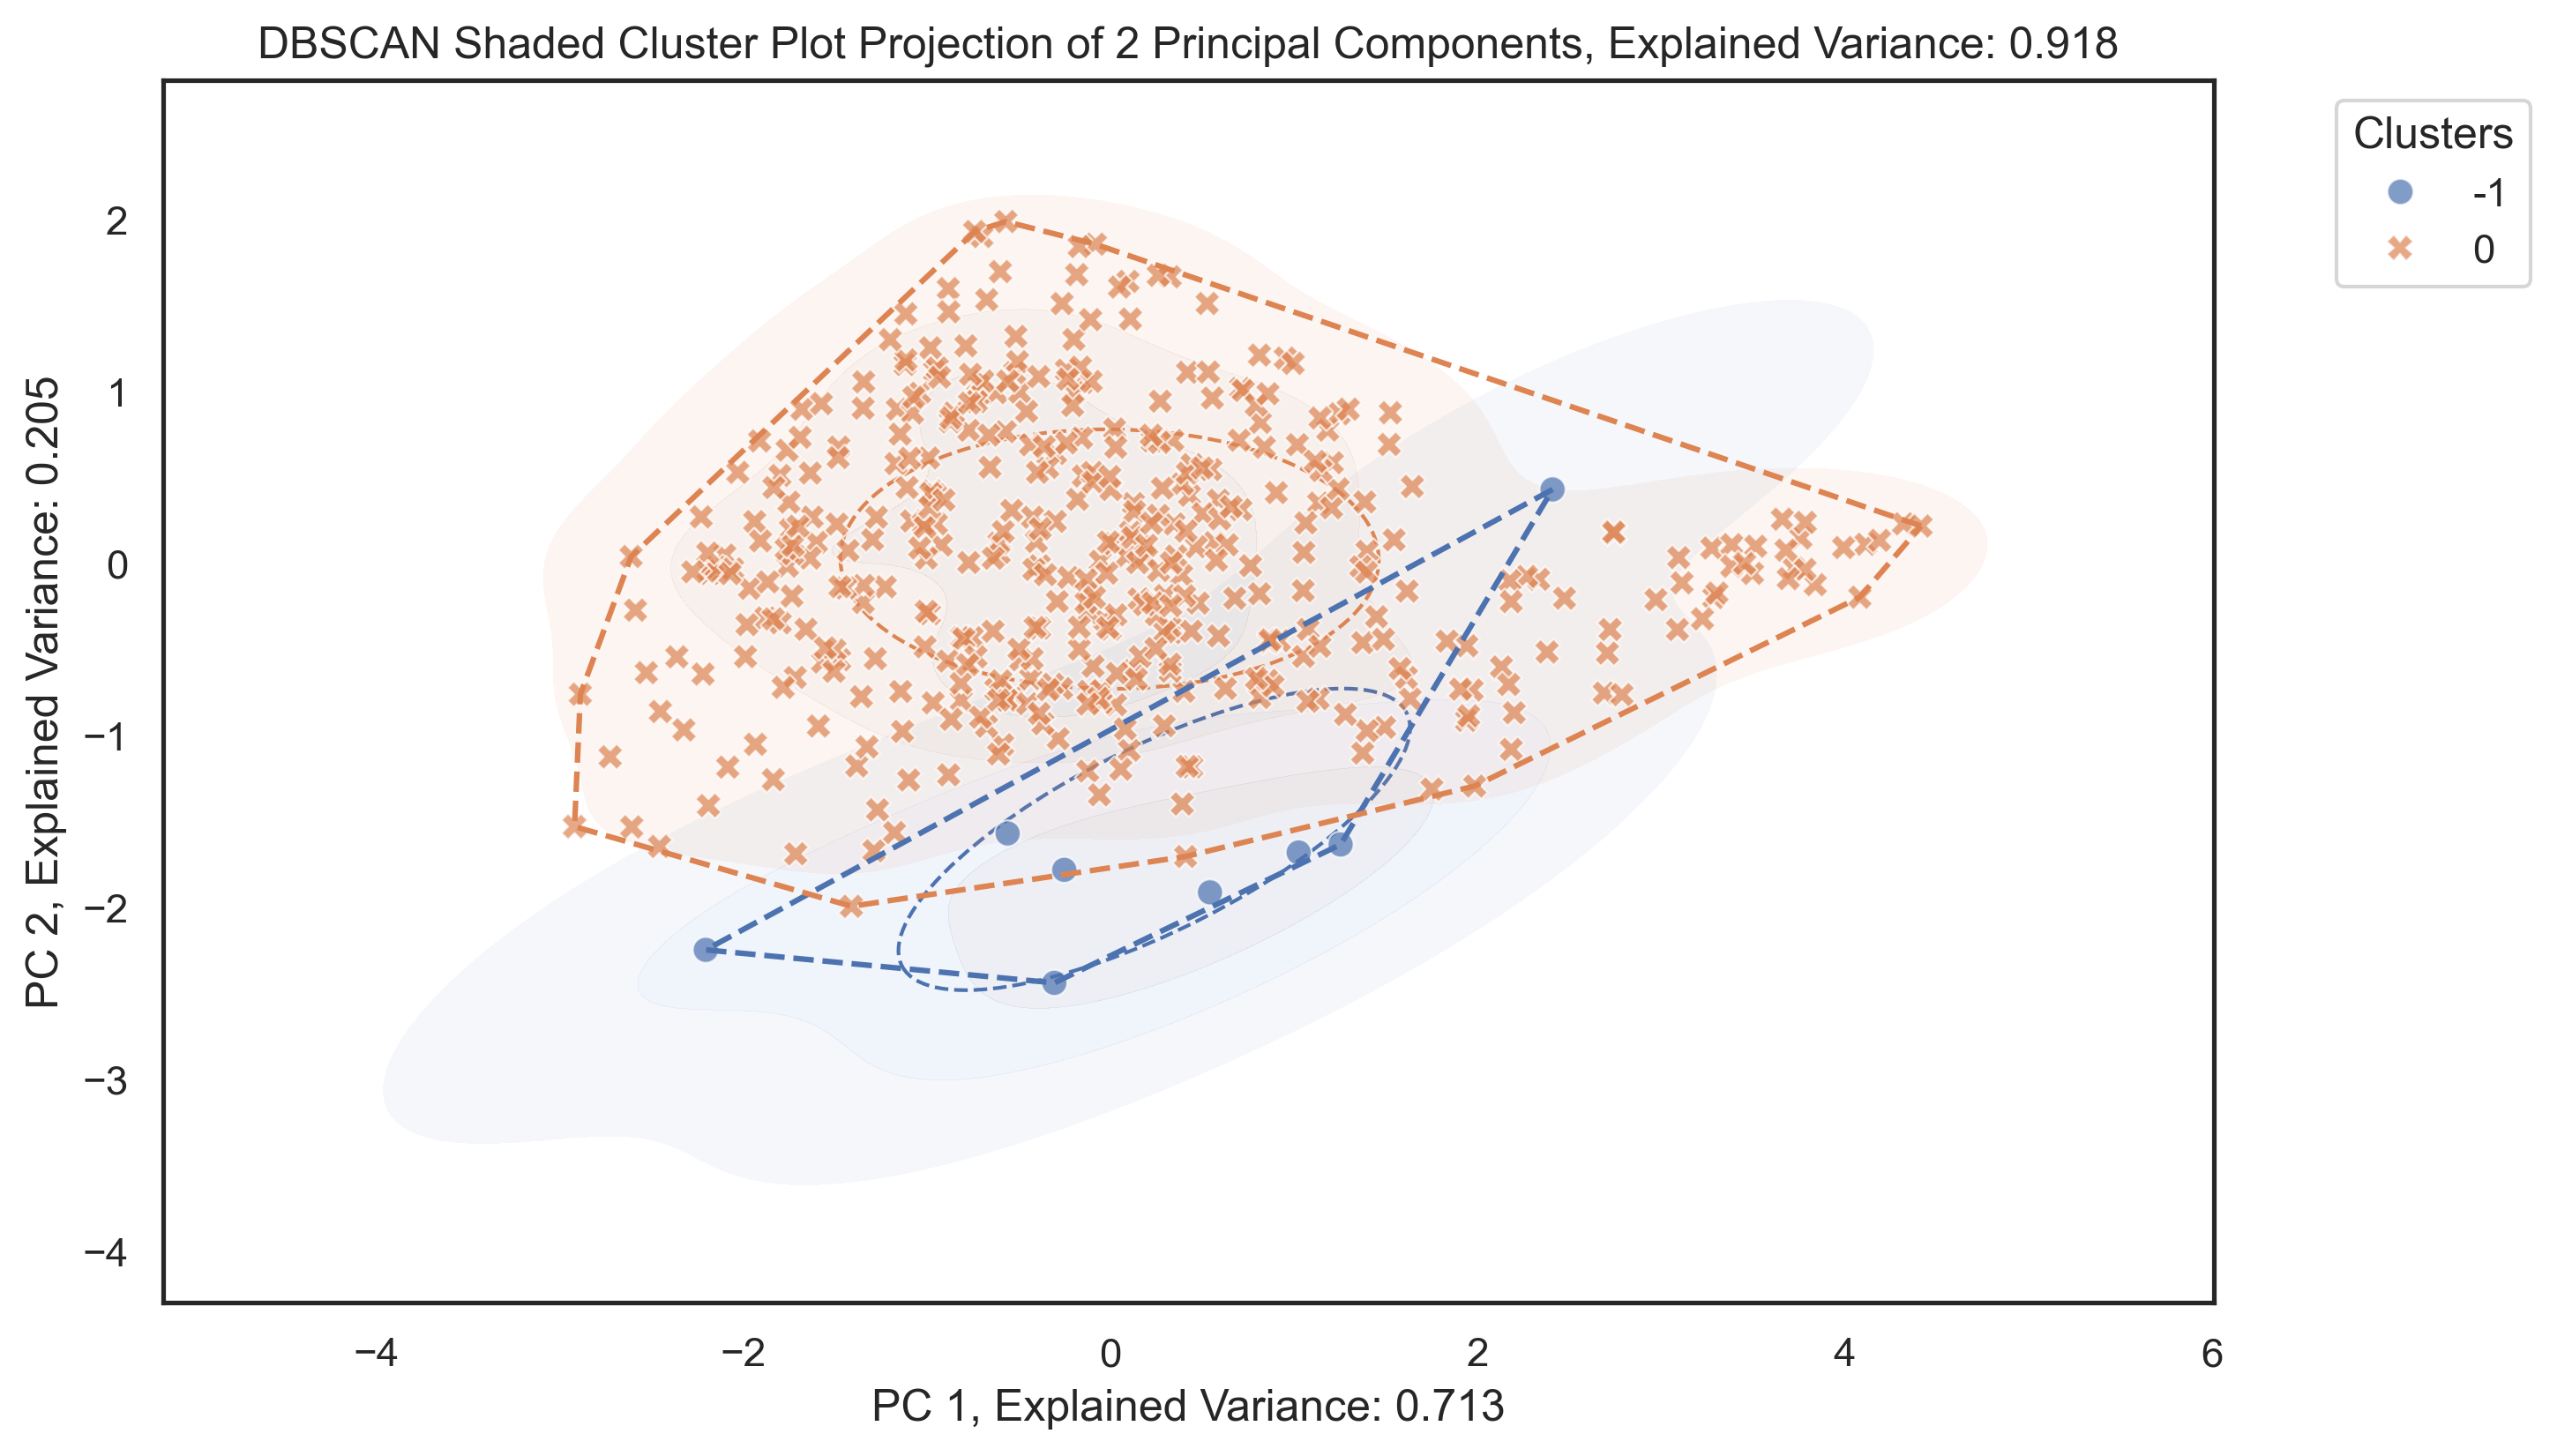 DBSCAN Shaded Cluster Plot Projection of 2 Principal Components, Explained Variance: 0.918
Clusters
-1
0
PC 2, Explained Variance: 0.205
2
1
0
−1
−2
−3
−4
−4 −2 0 2 4 6
PC 1, Explained Variance: 0.713